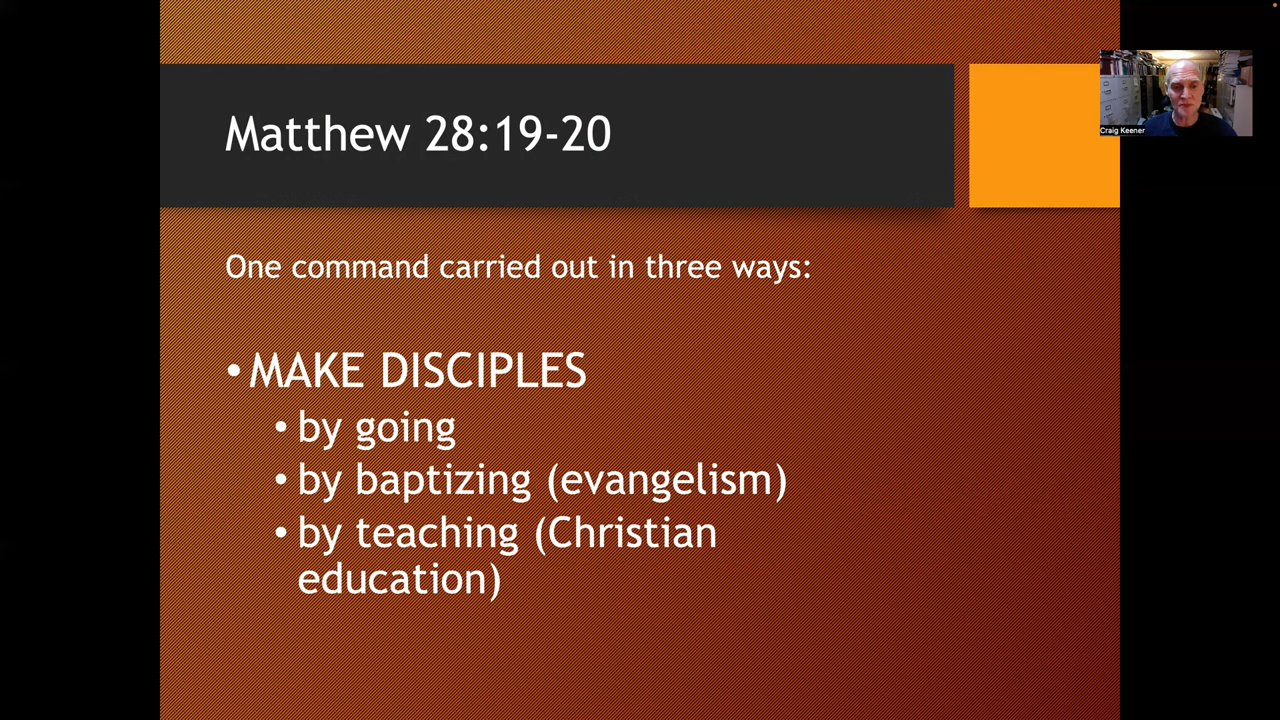 Matthew 28:19-20
Craig Keener
One command carried out in three ways:
•MAKE DISCIPLES
•by going
•by baptizing (evangelism)
•by teaching (Christian
education)